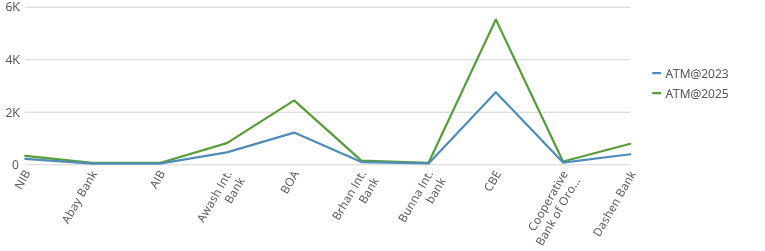 6K
4K
2K
0
NIB
Abay Bank
AIB
Awash Int.
Bank
BOA
Brhan Int.
Bank
Bunna Int.
bank
CBE
Cooperative
Bank of Oro...
Dashen Bank
ATM@2023
ATM@2025